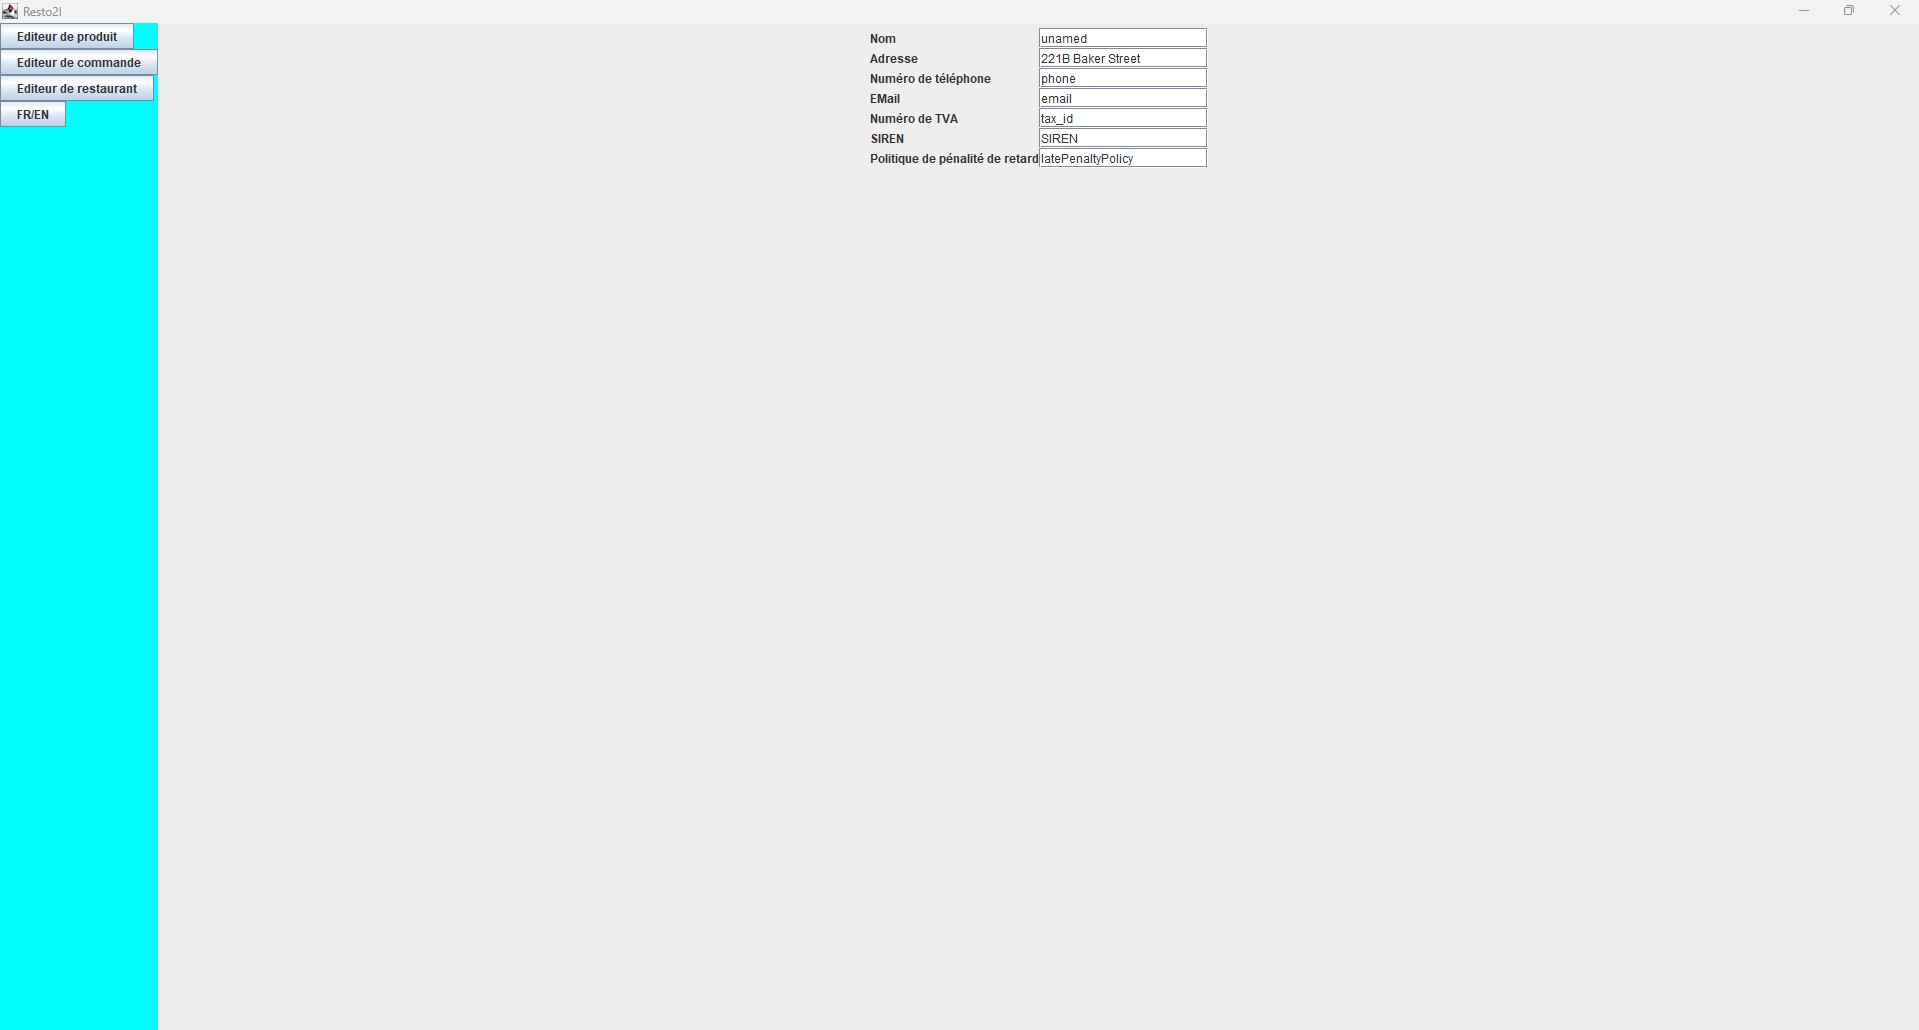 Resto2I
Editeur de produit
Editeur de commande
Editeur de restaurant
FR/EN
Nom unamed
Adresse 221B Baker Street
Numéro de téléphone phone
EMail email
Numéro de TVA tax_id
SIREN SIREN
Politique de pénalité de retard latePenaltyPolicy